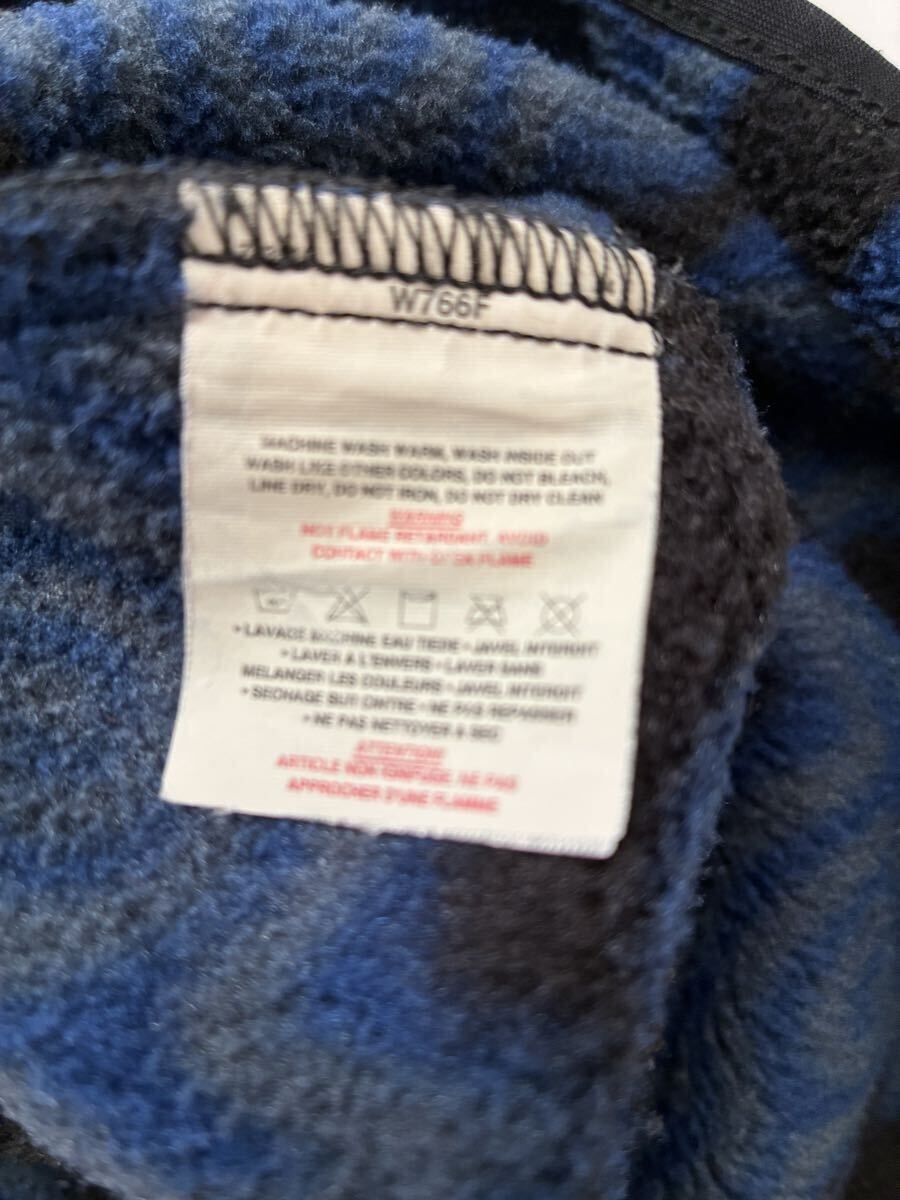 W766F
MACHINE WASH WARM, WASH INSIDE OUT
WASH LIKE OTHER COLORS, DO NOT BLEACH,
LINE DRY, DO NOT IRON, DO NOT DRY CLEAN
WARNING
NOT FLAME RETARDANT, AVOID
CONTACT WITH OPEN FLAME
• LAVAGE MACHINE EAU TIEDE • JAVEL INTERDIT
• LAVER A L'ENVERS • LAVER SANS
MELANGER LES COULEURS • JAVEL INTERDIT
• SECHAGE SUR CINTRE • NE PAS REPASSER
• NE PAS NETTOYER A SEC
ATTENTION!
ARTICLE NON IGNIFUGE, NE PAS
APPROCHER D'UNE FLAMME